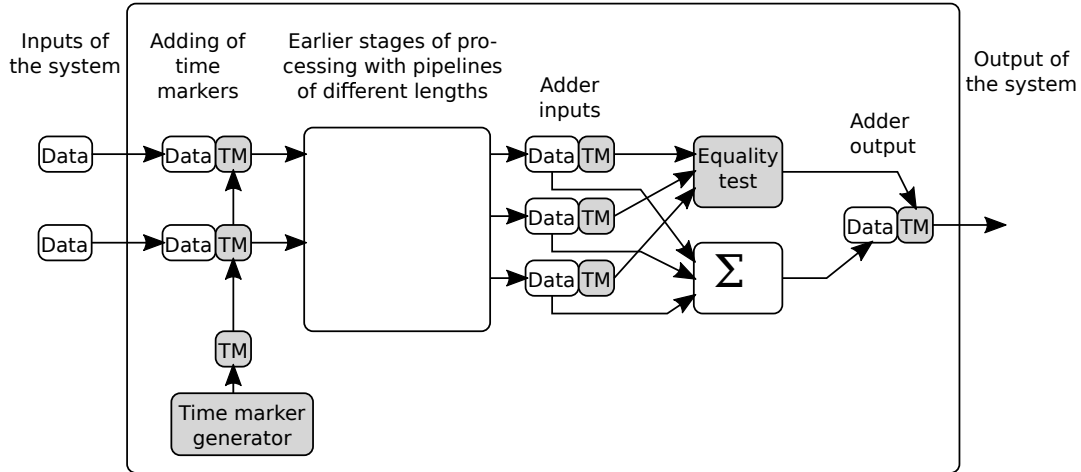 Inputs of
the system
Adding of
time
markers
Earlier stages of pro-
cessing with pipelines
of different lengths
Adder
inputs
Adder
output
Output of
the system
Data
Data TM
Data TM
Equality
test
Data TM
Data TM
Data
Data TM
Data TM
Σ
TM
Time marker
generator